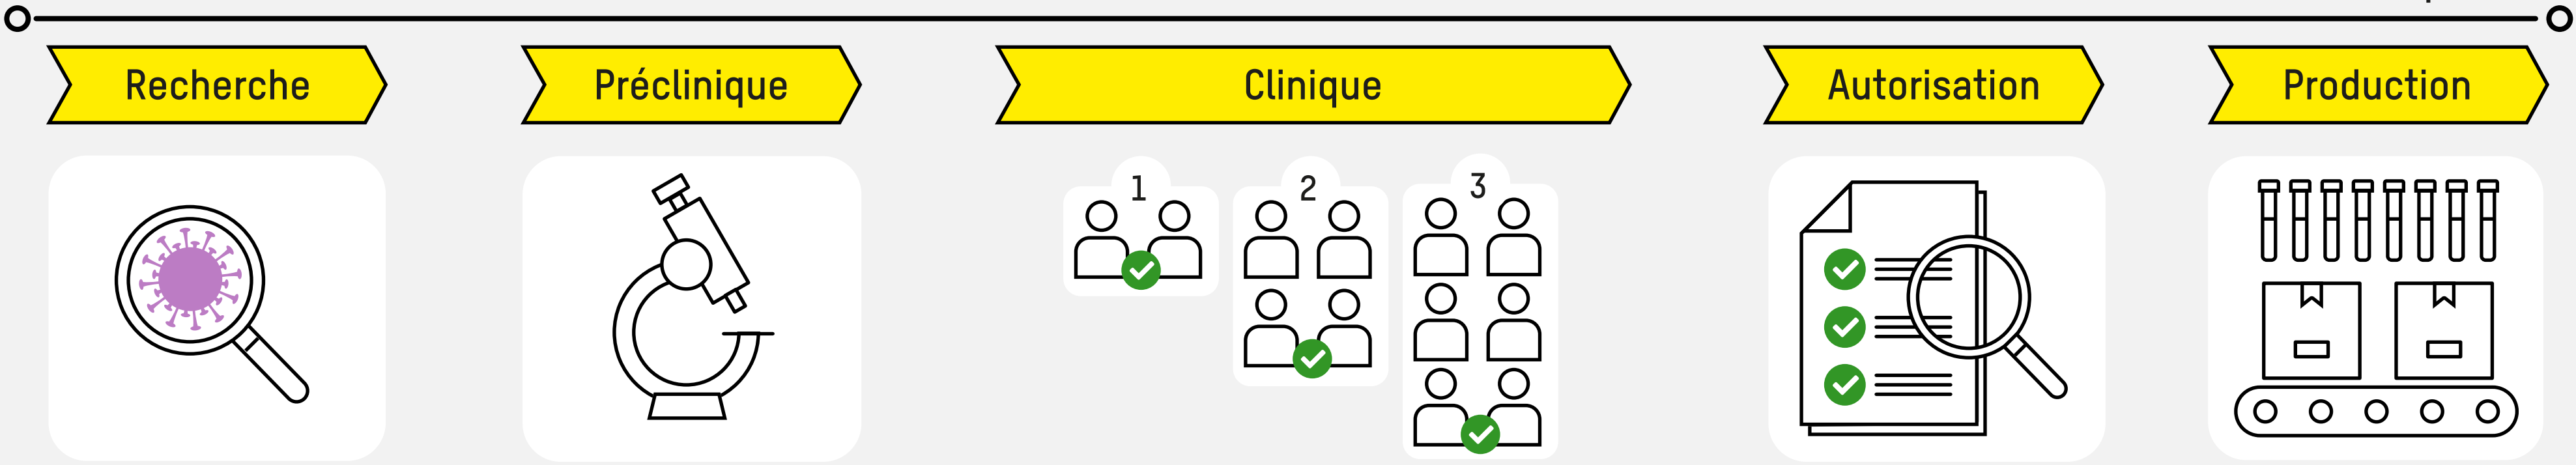 Recherche
Préclinique
Clinique
Autorisation
Production
1
2
3